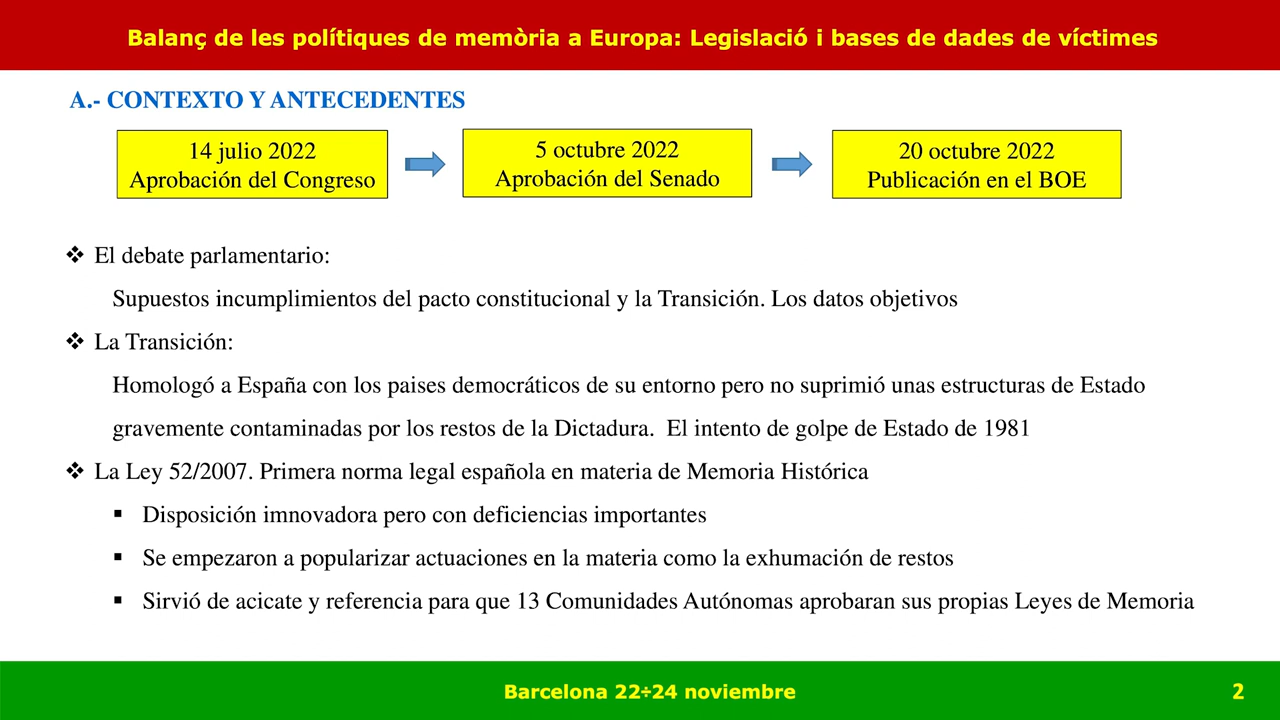 Balanç de les polítiques de memòria a Europa: Legislació i bases de dades de víctimes
A.- CONTEXTO Y ANTECEDENTES
14 julio 2022
Aprobación del Congreso
5 octubre 2022
Aprobación del Senado
20 octubre 2022
Publicación en el BOE
❖ El debate parlamentario:
Supuestos incumplimientos del pacto constitucional y la Transición. Los datos objetivos
❖ La Transición:
Homologó a España con los paises democráticos de su entorno pero no suprimió unas estructuras de Estado
gravemente contaminadas por los restos de la Dictadura. El intento de golpe de Estado de 1981
❖ La Ley 52/2007. Primera norma legal española en materia de Memoria Histórica
▪ Disposición imnovadora pero con deficiencias importantes
▪ Se empezaron a popularizar actuaciones en la materia como la exhumación de restos
▪ Sirvió de acicate y referencia para que 13 Comunidades Autónomas aprobaran sus propias Leyes de Memoria
Barcelona 22÷24 noviembre
2